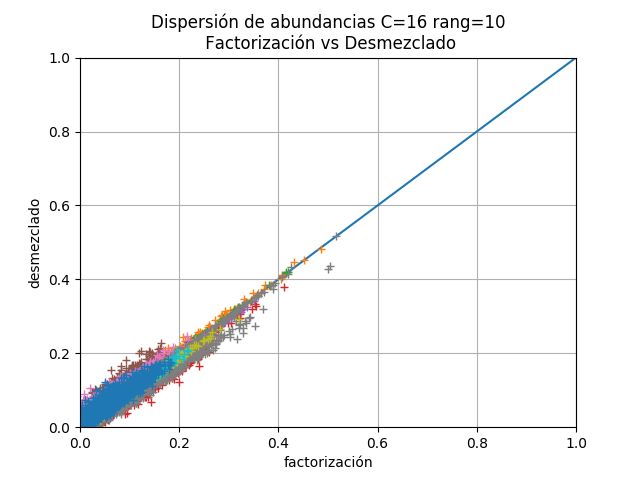 Dispersión de abundancias C=16 rang=10
Factorización vs Desmezclado
1.0
0.8
0.6
0.4
0.2
0.0
desmezclado
0.0 0.2 0.4 0.6 0.8 1.0
factorización